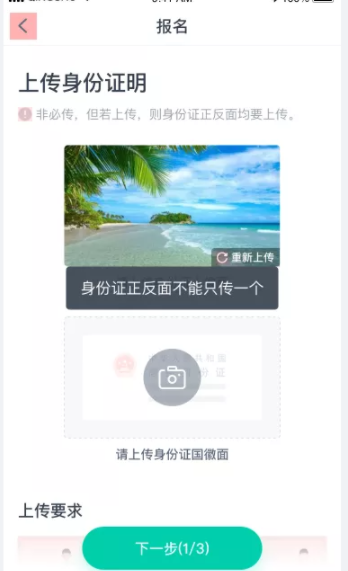 报名
上传身份证明
非必传，但若上传，则身份证正反面均要上传。
重新上传
身份证正反面不能只传一个
请上传身份证国徽面
上传要求
下一步(1/3)